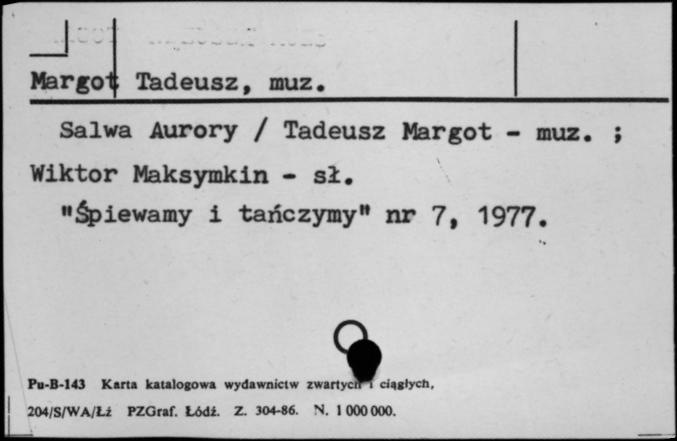 Margot Tadeusz, muz.
Salwa Aurory / Tadeusz Margot - muz. ;
Wiktor Maksymkin - sł.
"Śpiewamy i tańczymy" nr 7, 1977.
Pu-B-143 Karta katalogowa wydawnictw zwartych i ciągłych,
204/S/WA/Łż PZGraf. Łódź. Z. 304-86. N. 1 000 000.